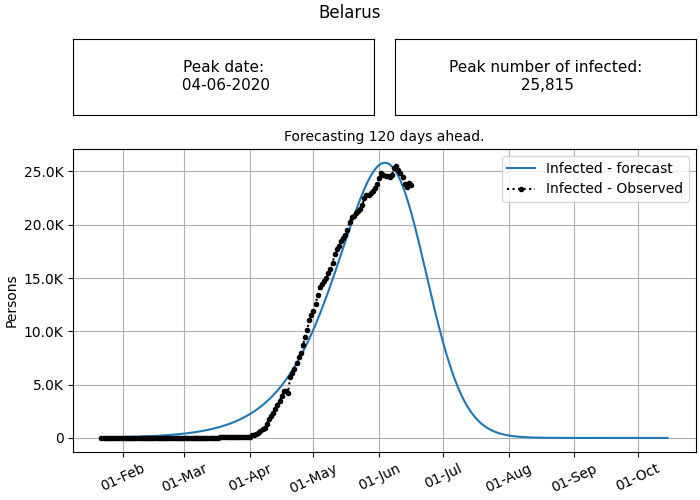 Belarus
Peak date:
04-06-2020
Peak number of infected:
25,815
Forecasting 120 days ahead.
Infected - forecast
Infected - Observed
Persons
25.0K
20.0K
15.0K
10.0K
5.0K
0
01-Feb
01-Mar
01-Apr
01-May
01-Jun
01-Jul
01-Aug
01-Sep
01-Oct